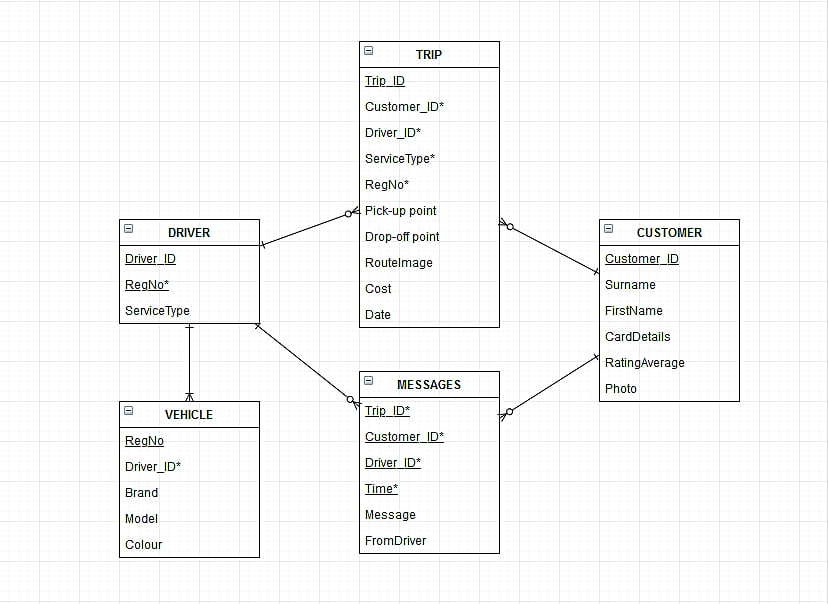 TRIP
Trip_ID
Customer_ID*
Driver_ID*
ServiceType*
RegNo*
Pick-up point
Drop-off point
RouteImage
Cost
Date
DRIVER
Driver_ID
RegNo*
ServiceType
CUSTOMER
Customer_ID
Surname
FirstName
CardDetails
RatingAverage
Photo
VEHICLE
RegNo
Driver_ID*
Brand
Model
Colour
MESSAGES
Trip_ID*
Customer_ID*
Driver_ID*
Time*
Message
FromDriver